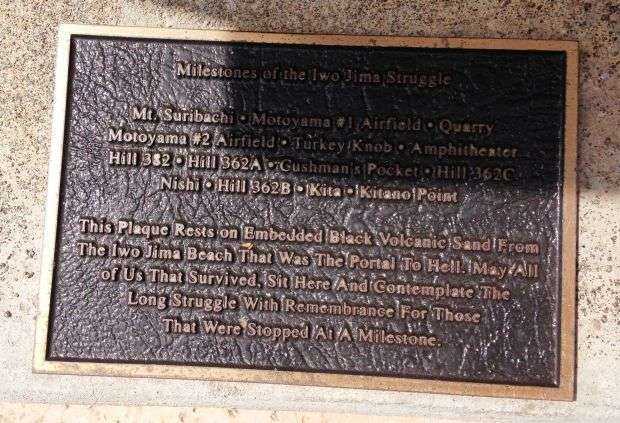 Milestones of the Iwo Jima Struggle
Mt. Suribachi • Motoyama #1 Airfield • Quarry
Motoyama #2 Airfield • Turkey Knob • Amphitheater
Hill 382 • Hill 362A • Cushman's Pocket • Hill 362C
Nishi • Hill 362B • Kita • Kitano Point
This Plaque Rests on Embedded Black Volcanic Sand From
The Iwo Jima Beach That Was The Portal To Hell. May All
of Us That Survived, Sit Here And Contemplate The
Long Struggle With Remembrance For Those
That Were Stopped At A Milestone.